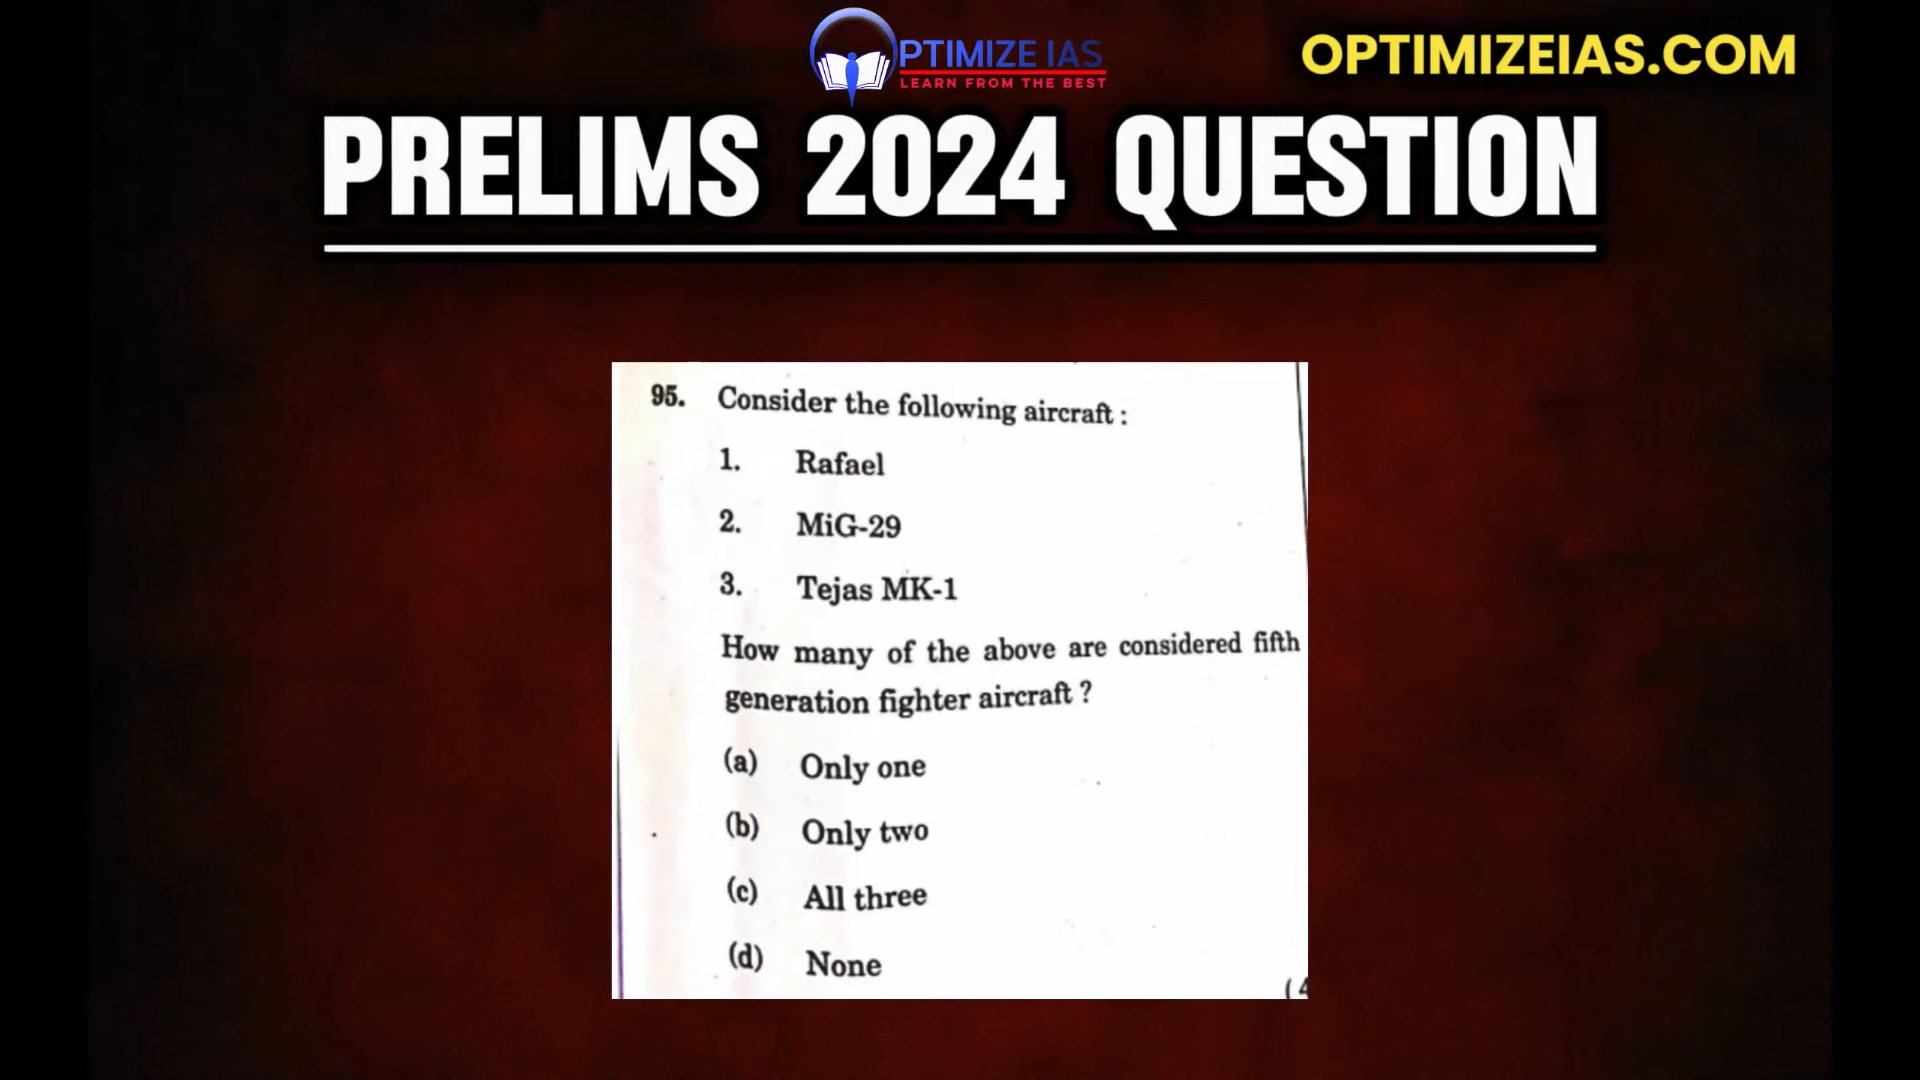 PTIMIZE IAS
LEARN FROM THE BEST
OPTIMIZEIAS.COM
PRELIMS 2024 QUESTION
95. Consider the following aircraft :
1. Rafael
2. MiG-29
3. Tejas MK-1
How many of the above are considered fifth
generation fighter aircraft ?
(a) Only one
(b) Only two
(c) All three
(d) None